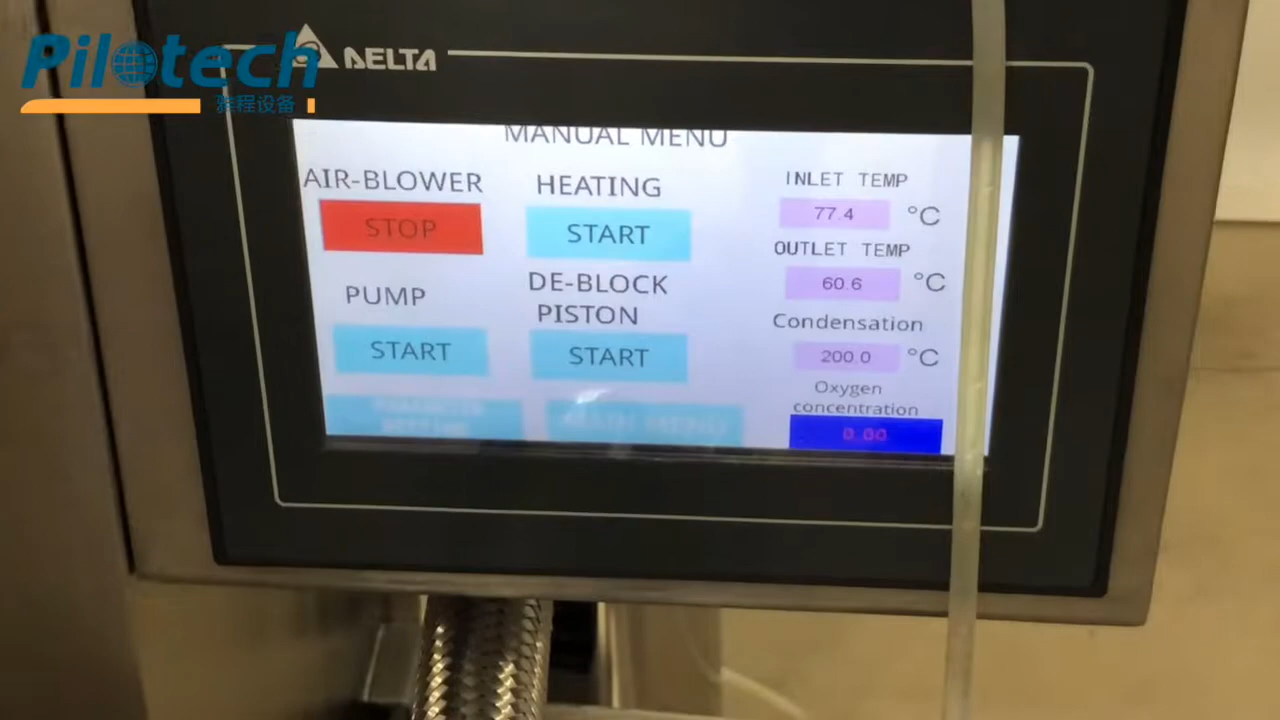 Pilotech
雅程设备
DELTA
MANUAL MENU
AIR-BLOWER
STOP
HEATING
START
INLET TEMP
77.4 °C
OUTLET TEMP
60.6 °C
PUMP
START
DE-BLOCK
PISTON
START
Condensation
200.0 °C
Oxygen
concentration
0.00